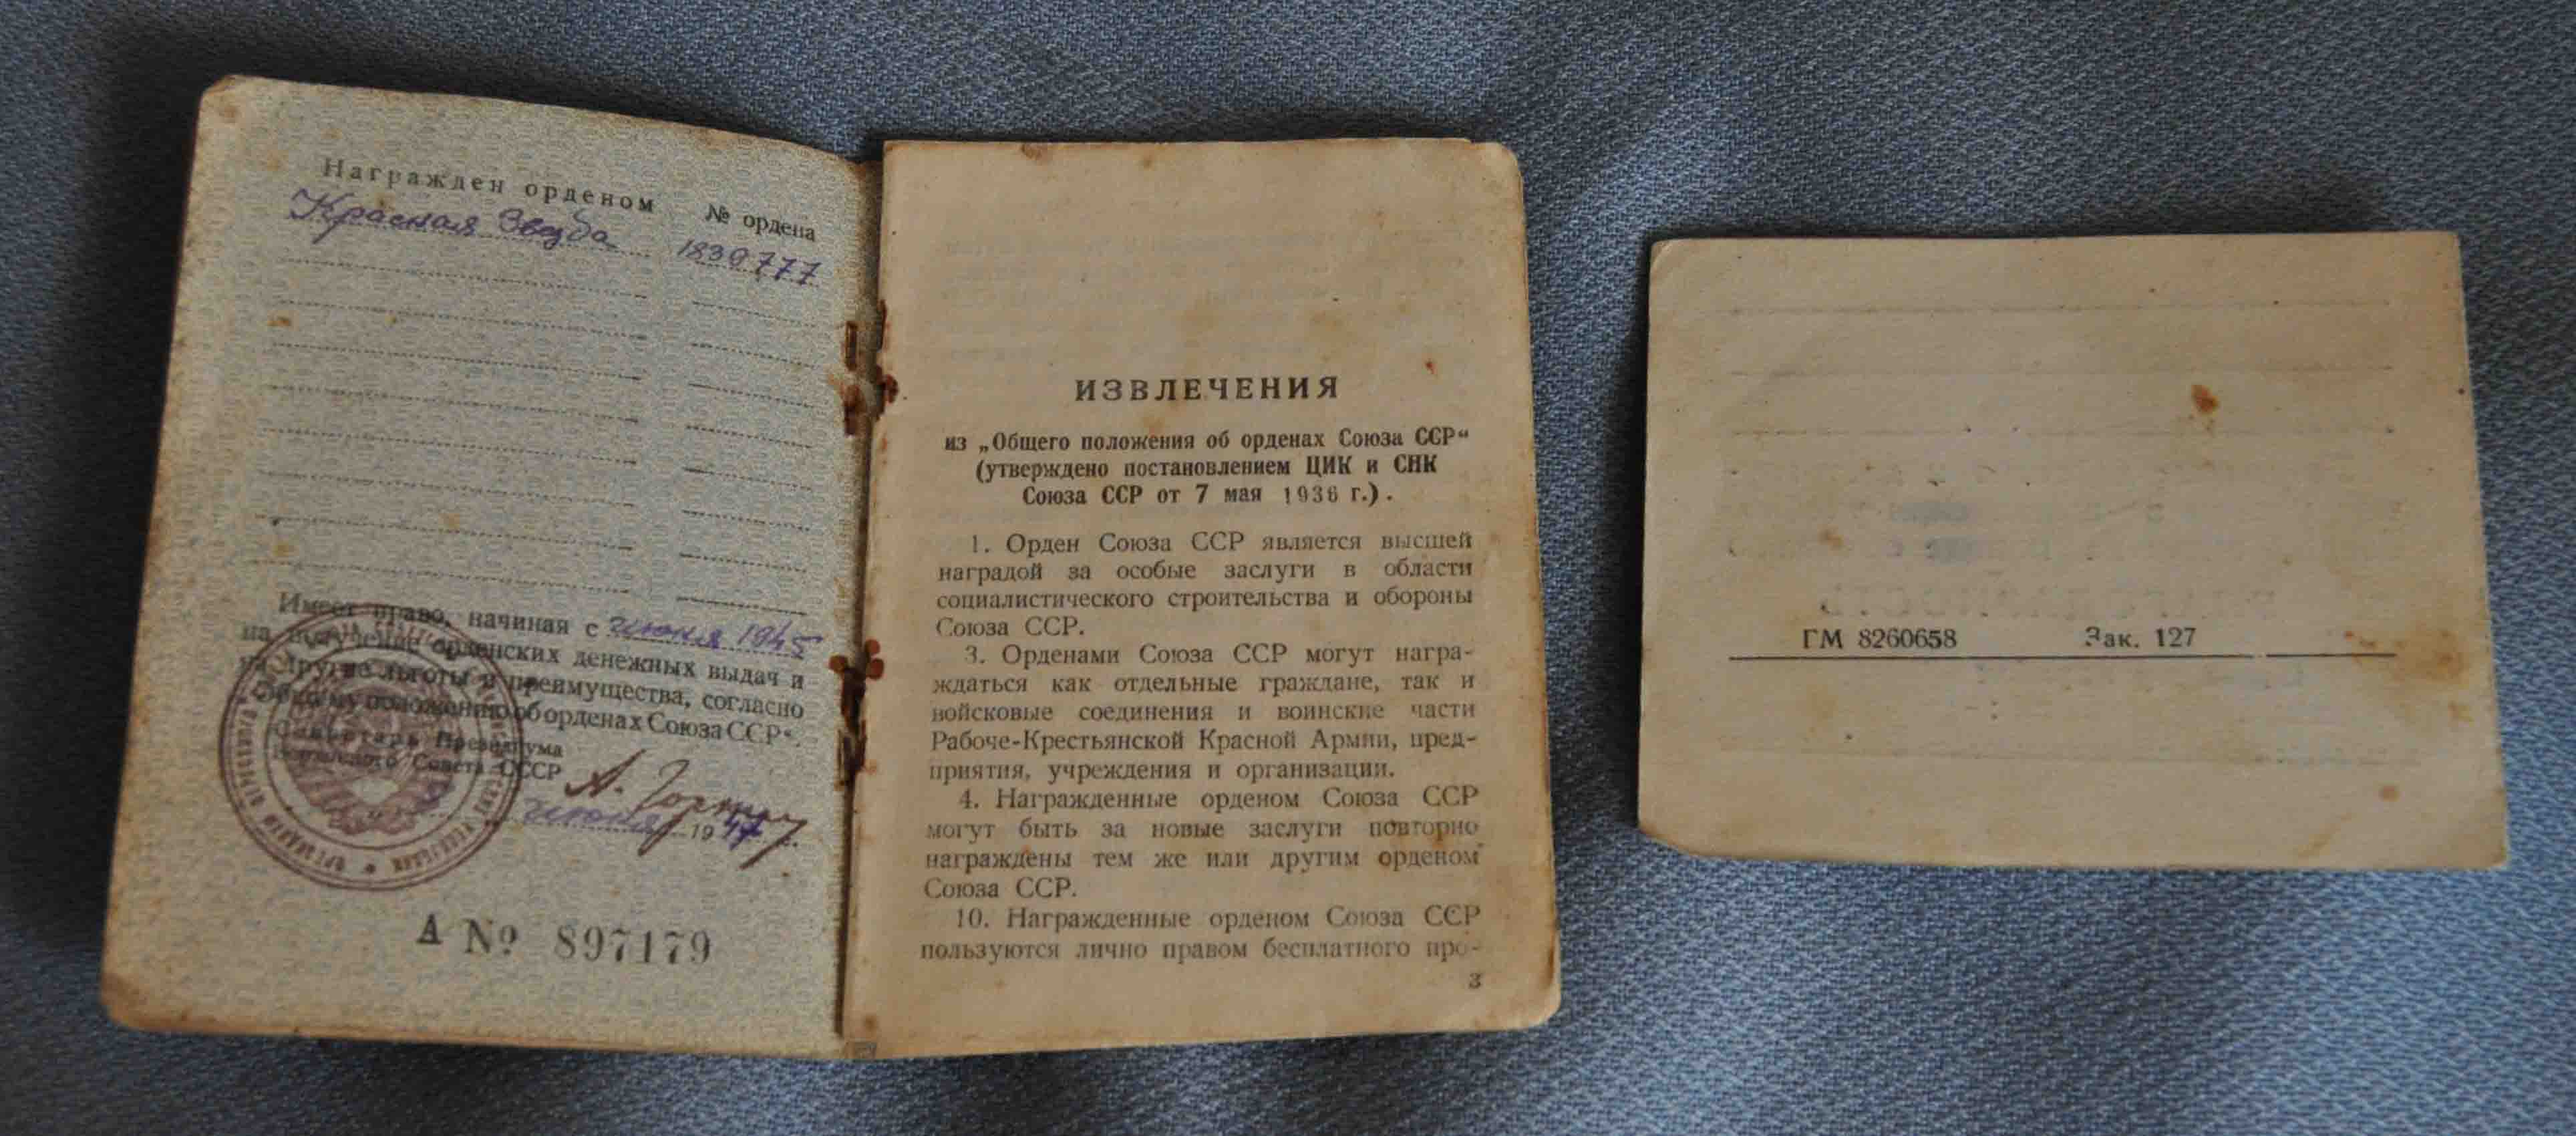 Награжден орденом № ордена
Красная Звезда 1839777
Имеет право, начиная с июня 1945
на получение орденских денежных выдач и
на другие льготы и преимущества, согласно
Общему положению об орденах Союза ССР“.
Секретарь Президиума
Верховного Совета СССР
А. Горкин
июня 1947 г.
А № 897179
ИЗВЛЕЧЕНИЯ
из „Общего положения об орденах Союза ССР“
(утверждено постановлением ЦИК и СНК
Союза ССР от 7 мая 1936 г.).
1. Орден Союза ССР является высшей
наградой за особые заслуги в области
социалистического строительства и обороны
Союза ССР.
3. Орденами Союза ССР могут награ-
ждаться как отдельные граждане, так и
войсковые соединения и воинские части
Рабоче-Крестьянской Красной Армии, пред-
приятия, учреждения и организации.
4. Награжденные орденом Союза ССР
могут быть за новые заслуги повторно
награждены тем же или другим орденом
Союза ССР.
10. Награжденные орденом Союза ССР
пользуются лично правом бесплатного про-
3
ГМ 8260658 Зак. 127